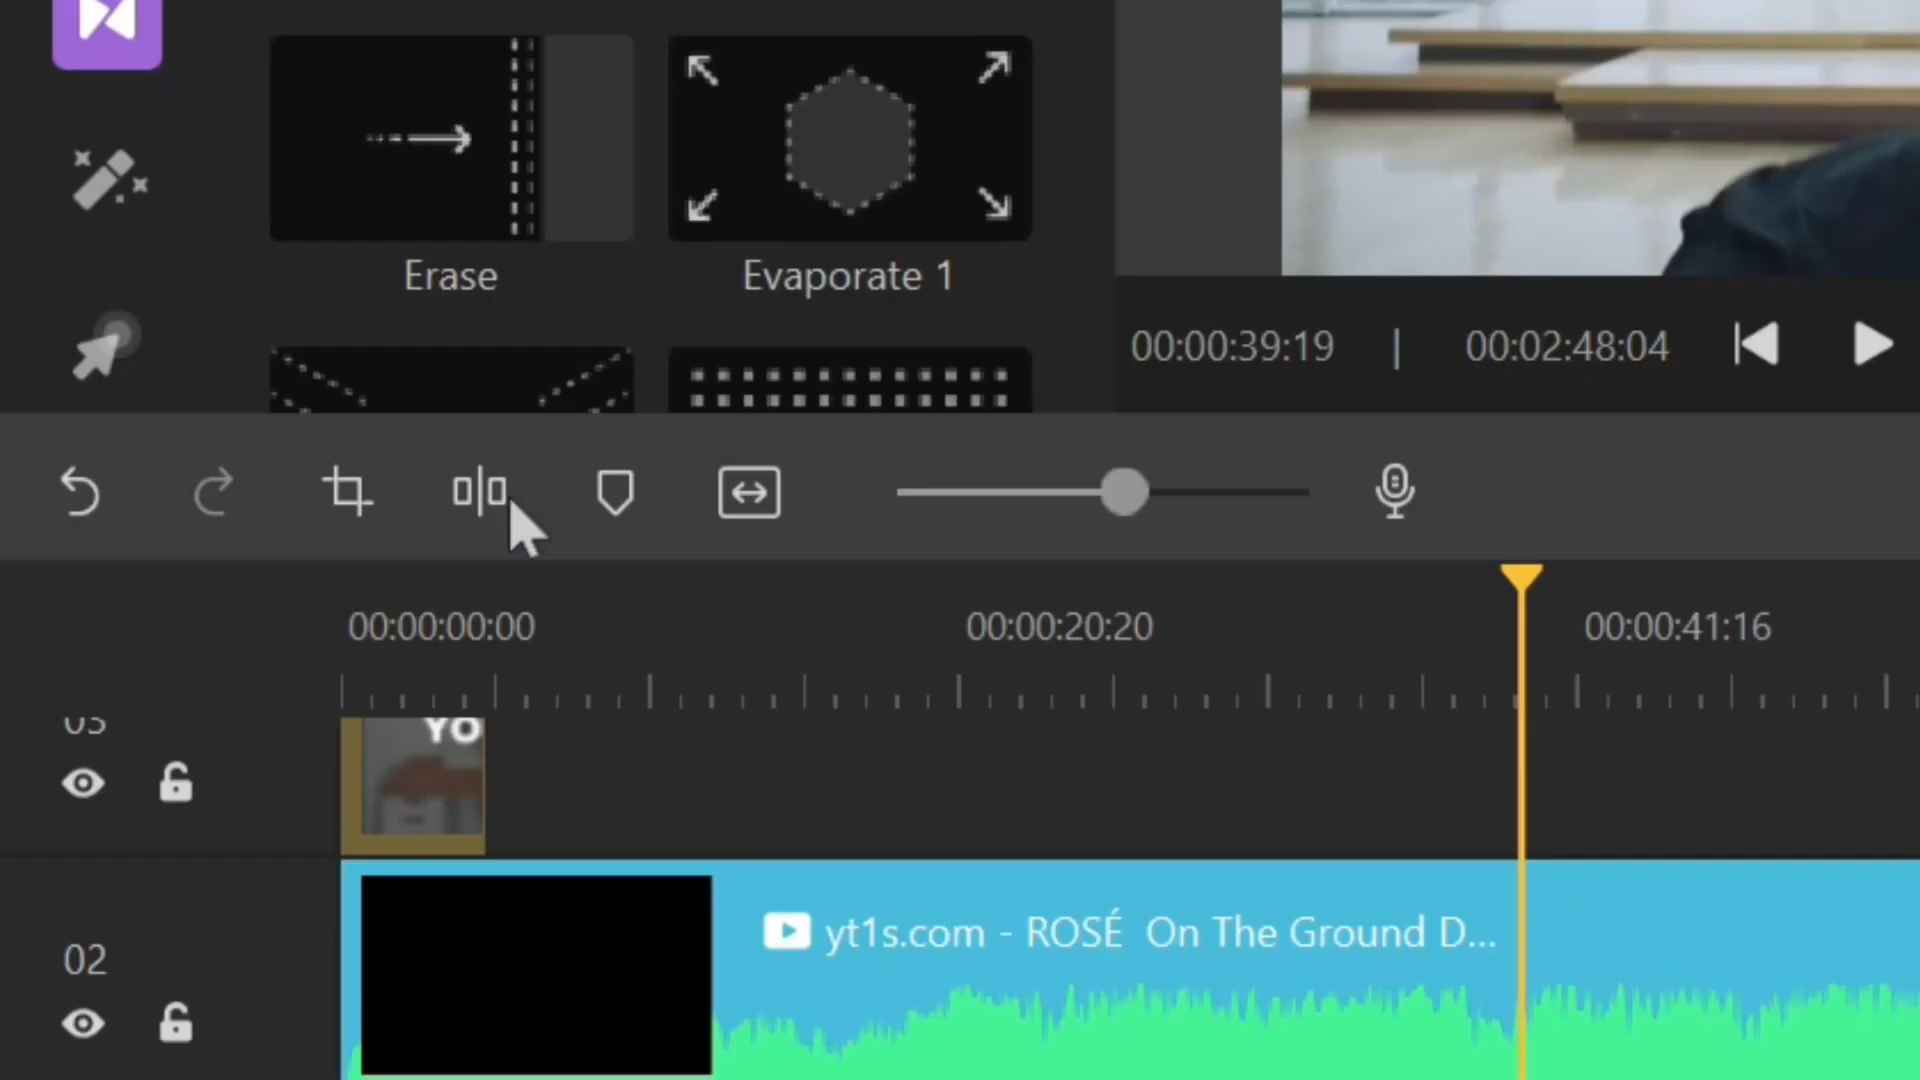 Erase
Evaporate 1
00:00:39:19 | 00:02:48:04
00:00:00:00
00:00:20:20
00:00:41:16
03
YO
yt1s.com - ROSÉ  On The Ground D...
02